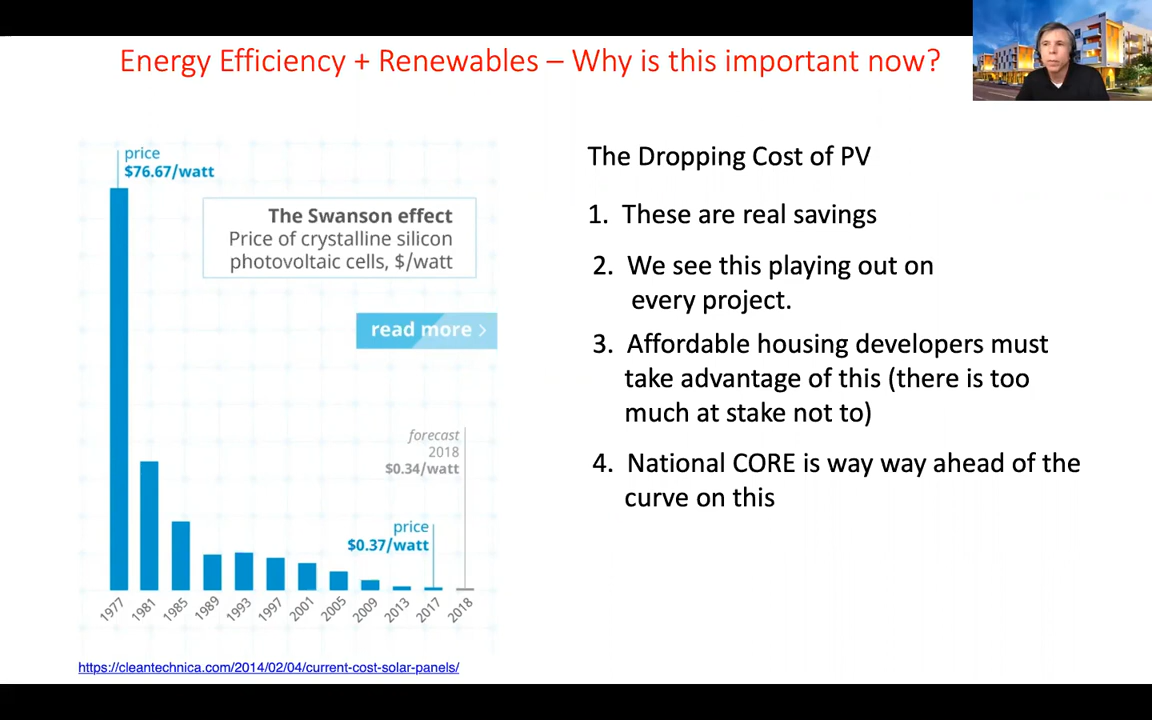 Energy Efficiency + Renewables – Why is this important now?
price
$76.67/watt
The Swanson effect
Price of crystalline silicon
photovoltaic cells, $/watt
read more >
forecast
2018
$0.34/watt
price
$0.37/watt
1977
1981
1985
1989
1993
1997
2001
2005
2009
2013
2017
2018
https://cleantechnica.com/2014/02/04/current-cost-solar-panels/
The Dropping Cost of PV
1. These are real savings
2. We see this playing out on
every project.
3. Affordable housing developers must
take advantage of this (there is too
much at stake not to)
4. National CORE is way way ahead of the
curve on this